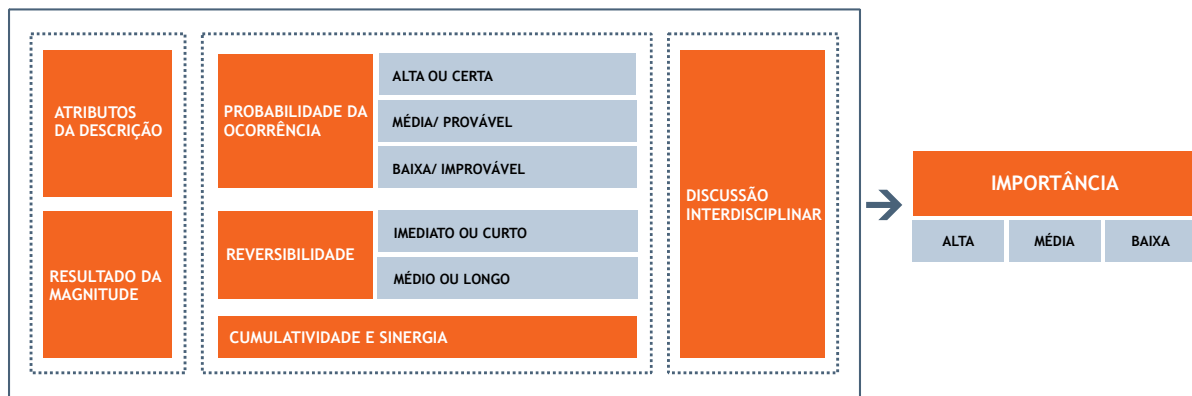 ATRIBUTOS
DA DESCRIÇÃO
RESULTADO DA
MAGNITUDE
PROBABILIDADE DA
OCORRÊNCIA
ALTA OU CERTA
MÉDIA/ PROVÁVEL
BAIXA/ IMPROVÁVEL
REVERSIBILIDADE
IMEDIATO OU CURTO
MÉDIO OU LONGO
CUMULATIVIDADE E SINERGIA
DISCUSSÃO
INTERDISCIPLINAR
IMPORTÂNCIA
ALTA
MÉDIA
BAIXA